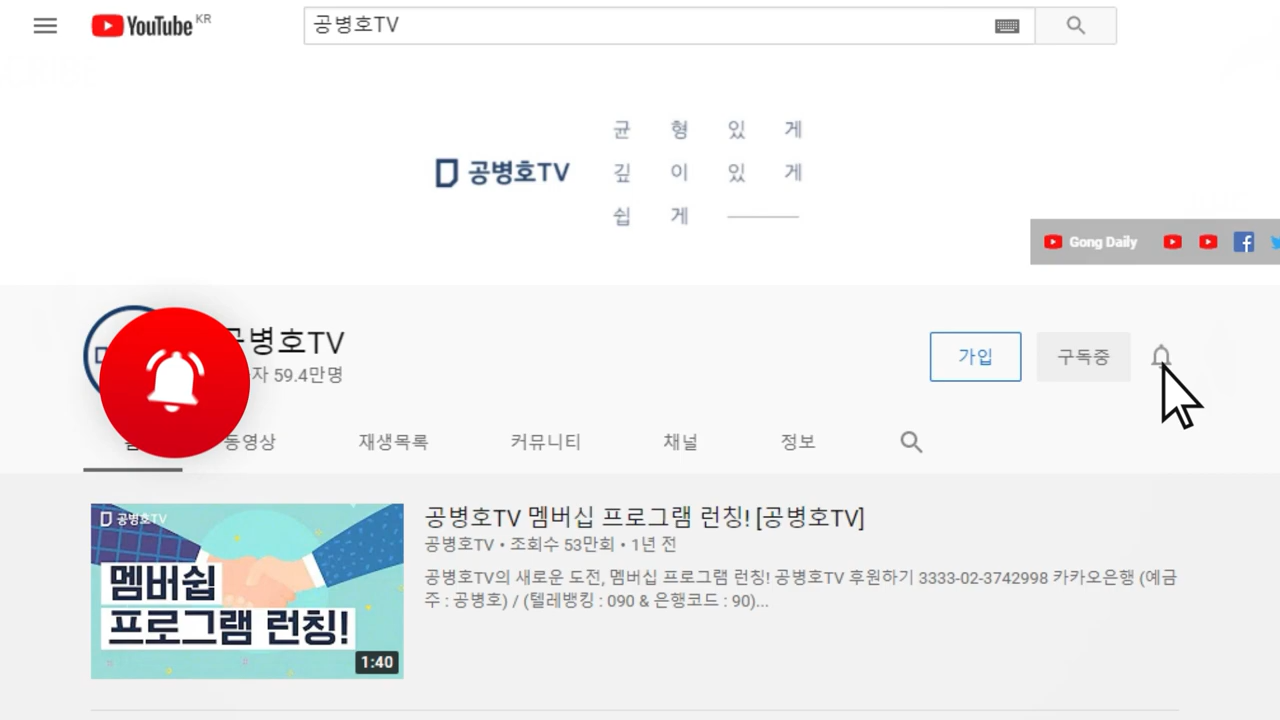 YouTube KR
공병호TV
균형있게
공병호TV
깊이있게
쉽게
Gong Daily
공병호TV
자 59.4만명
가입
구독중
동영상
재생목록
커뮤니티
채널
정보
공병호TV
멤버쉽
프로그램 런칭!
1:40
공병호TV 멤버십 프로그램 런칭! [공병호TV]
공병호TV • 조회수 53만회 • 1년 전
공병호TV의 새로운 도전, 멤버십 프로그램 런칭! 공병호TV 후원하기 3333-02-3742998 카카오은행 (예금
주 : 공병호) / (텔레뱅킹 : 090 & 은행코드 : 90)...